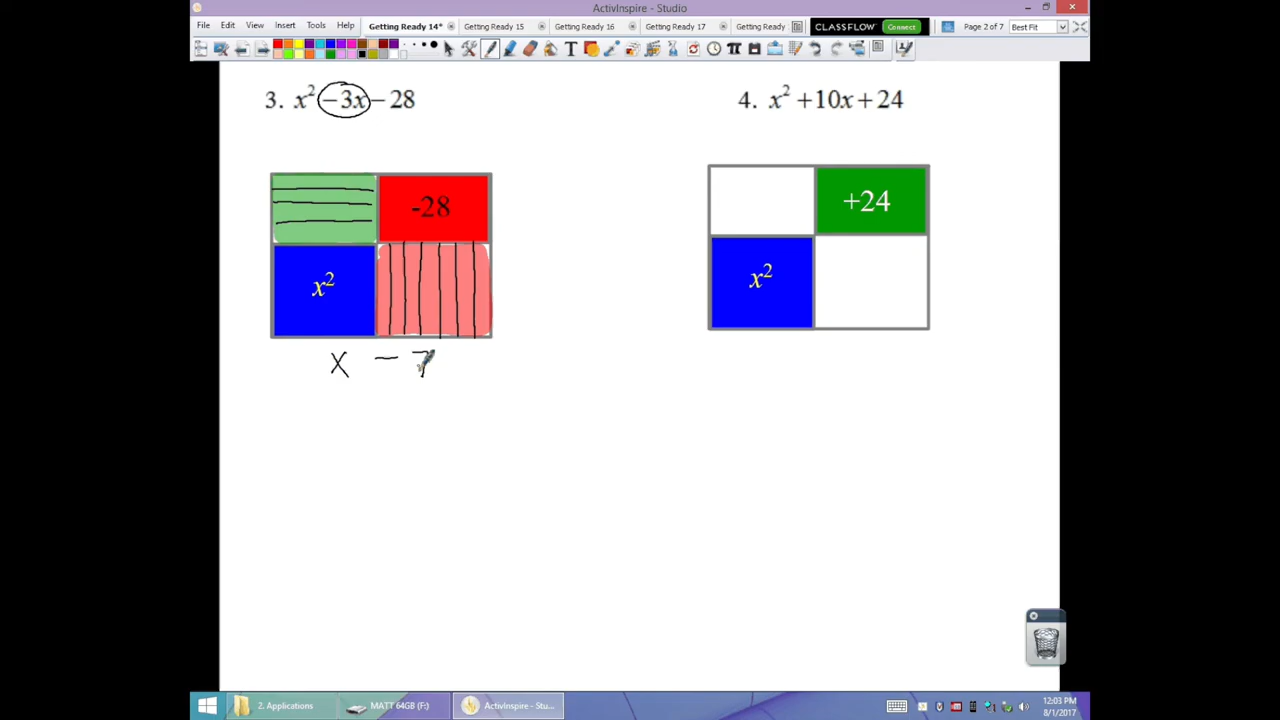 ActivInspire - Studio
File Edit View Insert Tools Help Getting Ready 14* Getting Ready 15 Getting Ready 16 Getting Ready 17 Getting Ready CLASSFLOW Connect Page 2 of 7 Best Fit
3. x² −3x − 28
4. x² +10x + 24
-28
+24
x²
x²
x − 7
2. Applications MATT 64GB (F:) ActivInspire - Stu...
12:03 PM
8/1/2017